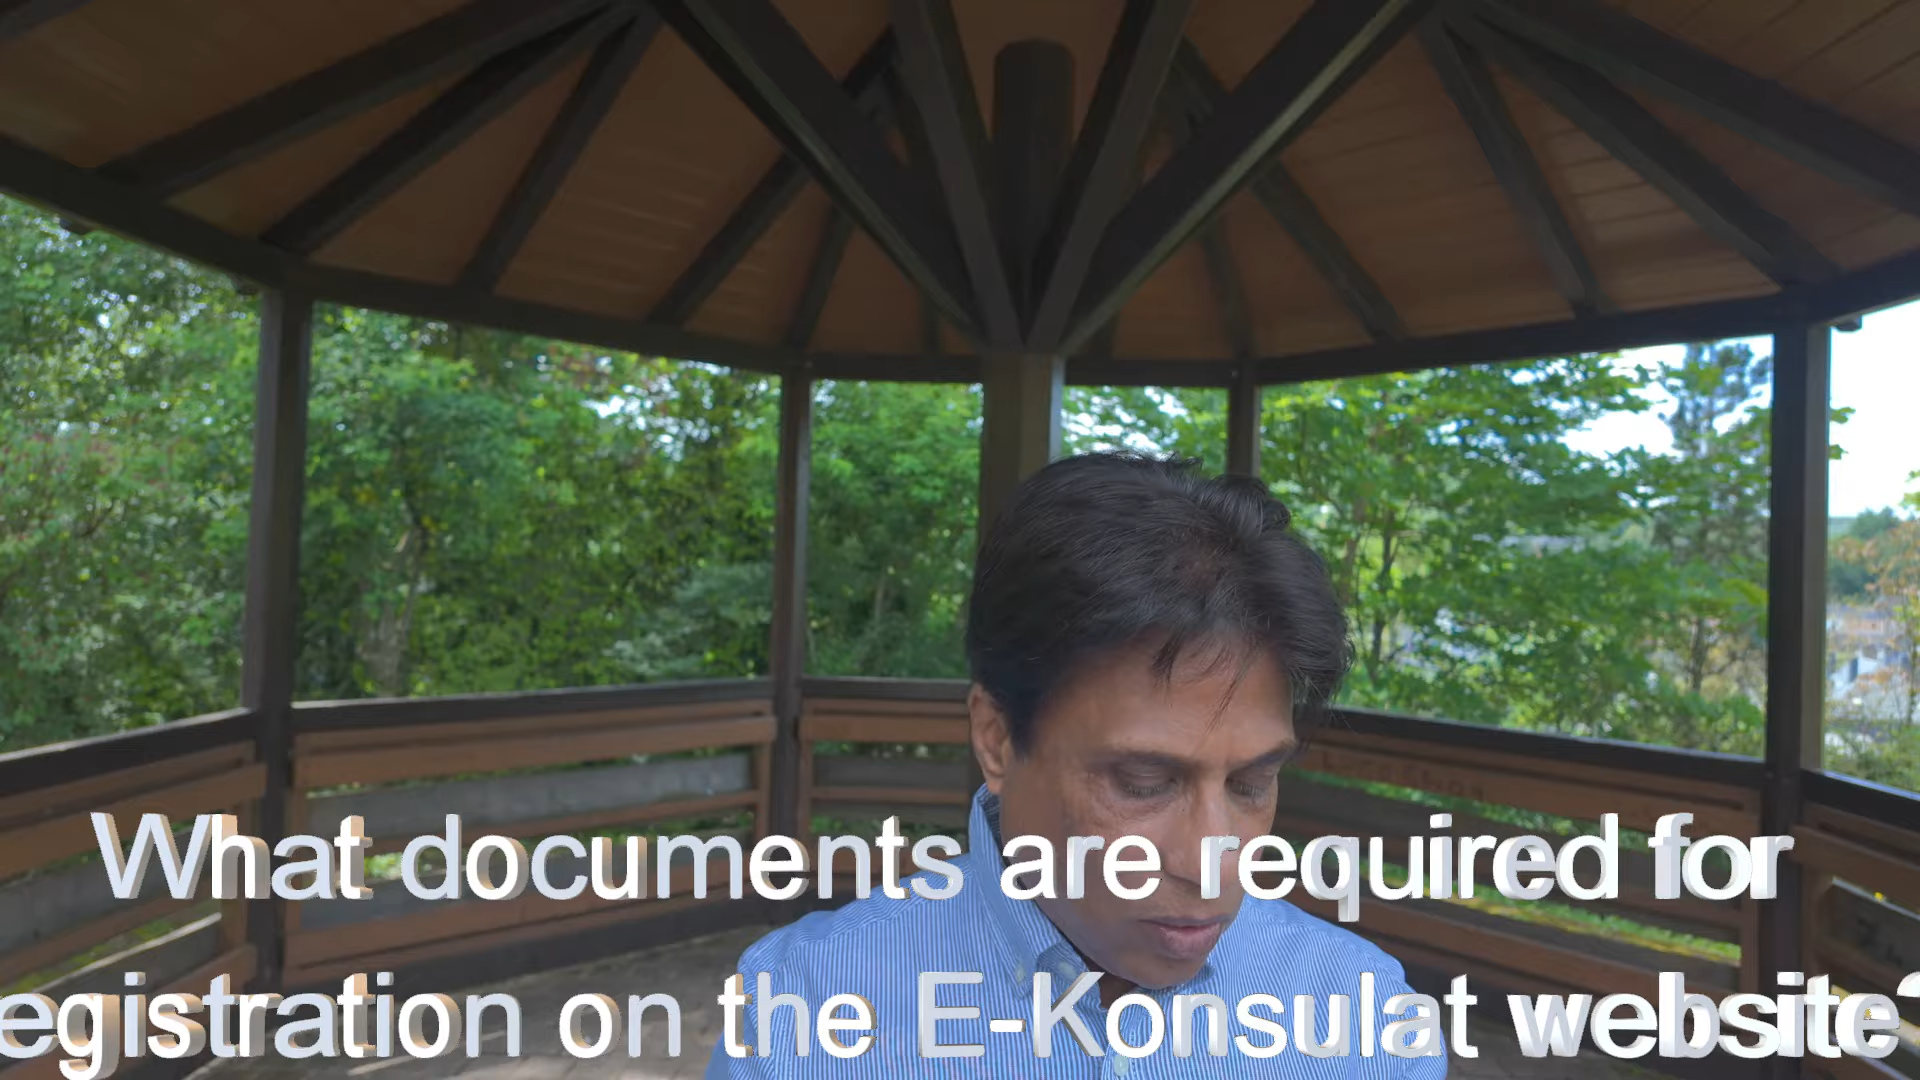 What documents are required for
egistration on the E-Konsulat website?